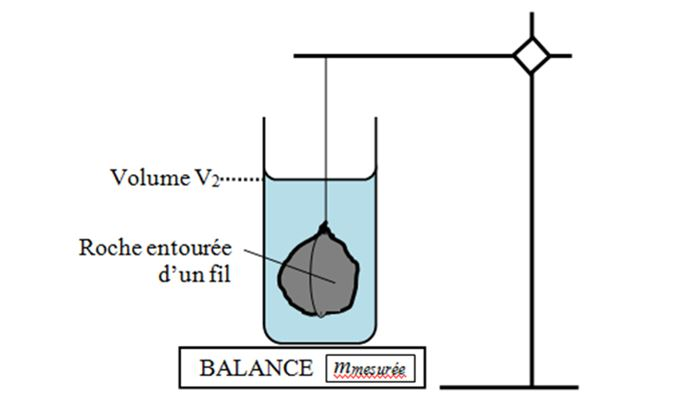 Volume V2
Roche entourée
d'un fil
BALANCE mmesurée